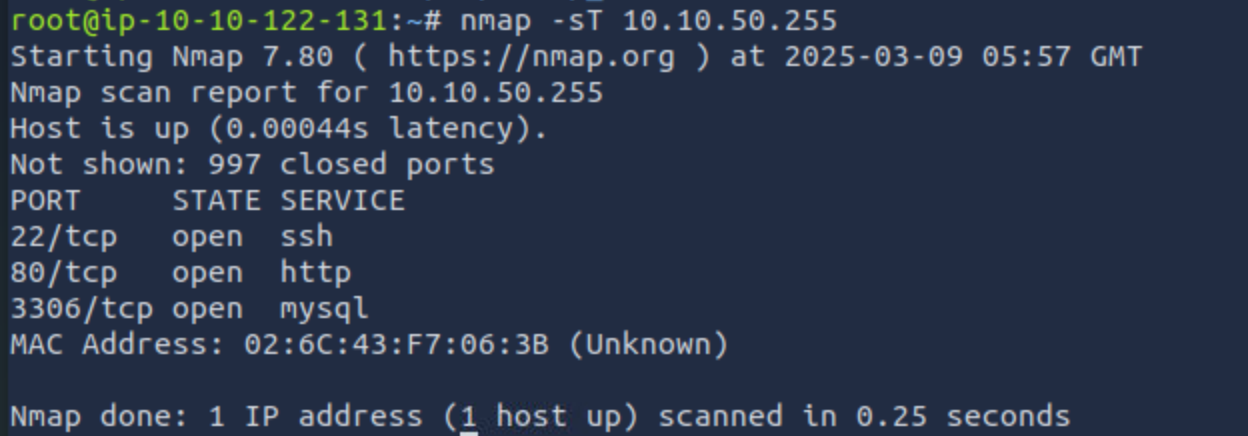 root@ip-10-10-122-131:~# nmap -sT 10.10.50.255
Starting Nmap 7.80 ( https://nmap.org ) at 2025-03-09 05:57 GMT
Nmap scan report for 10.10.50.255
Host is up (0.00044s latency).
Not shown: 997 closed ports
PORT     STATE SERVICE
22/tcp   open  ssh
80/tcp   open  http
3306/tcp open  mysql
MAC Address: 02:6C:43:F7:06:3B (Unknown)
Nmap done: 1 IP address (1 host up) scanned in 0.25 seconds